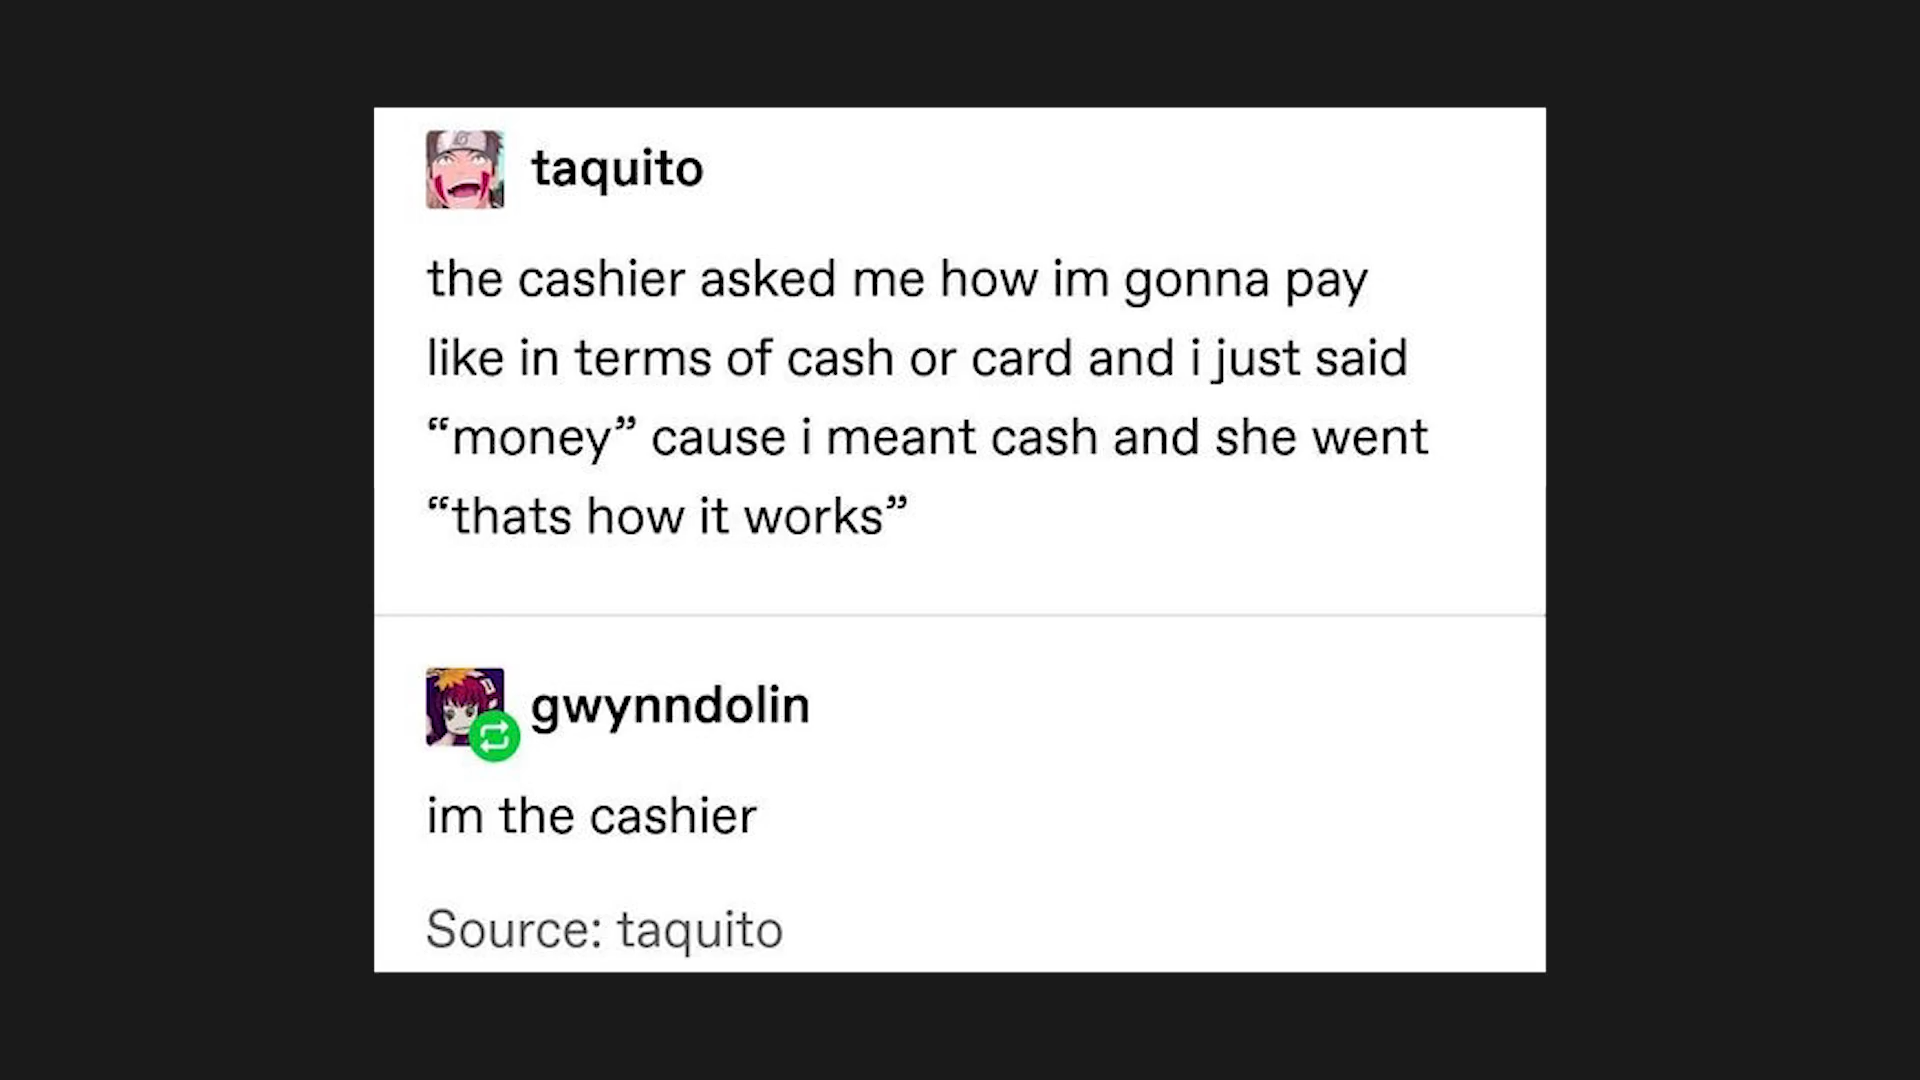 taquito
the cashier asked me how im gonna pay
like in terms of cash or card and i just said
“money” cause i meant cash and she went
“thats how it works”
gwynndolin
im the cashier
Source: taquito